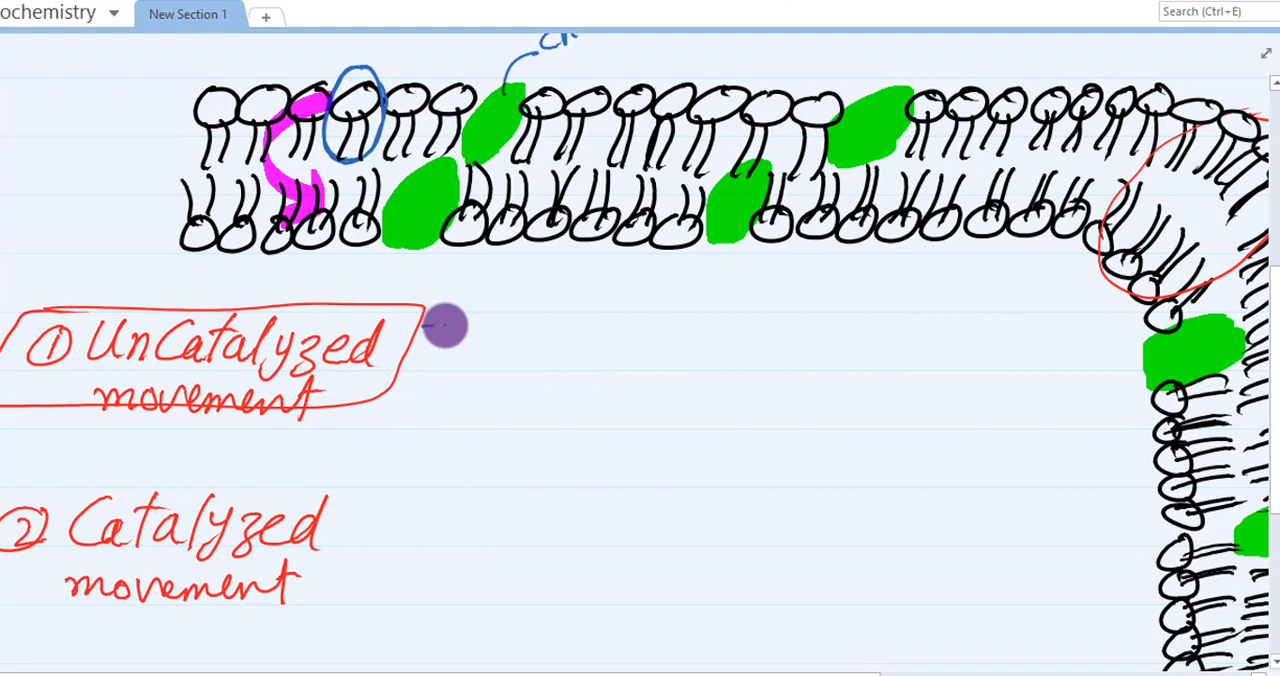 ochemistry
New Section 1
+
Search (Ctrl+E)
① UnCatalyzed
movement
② Catalyzed
movement